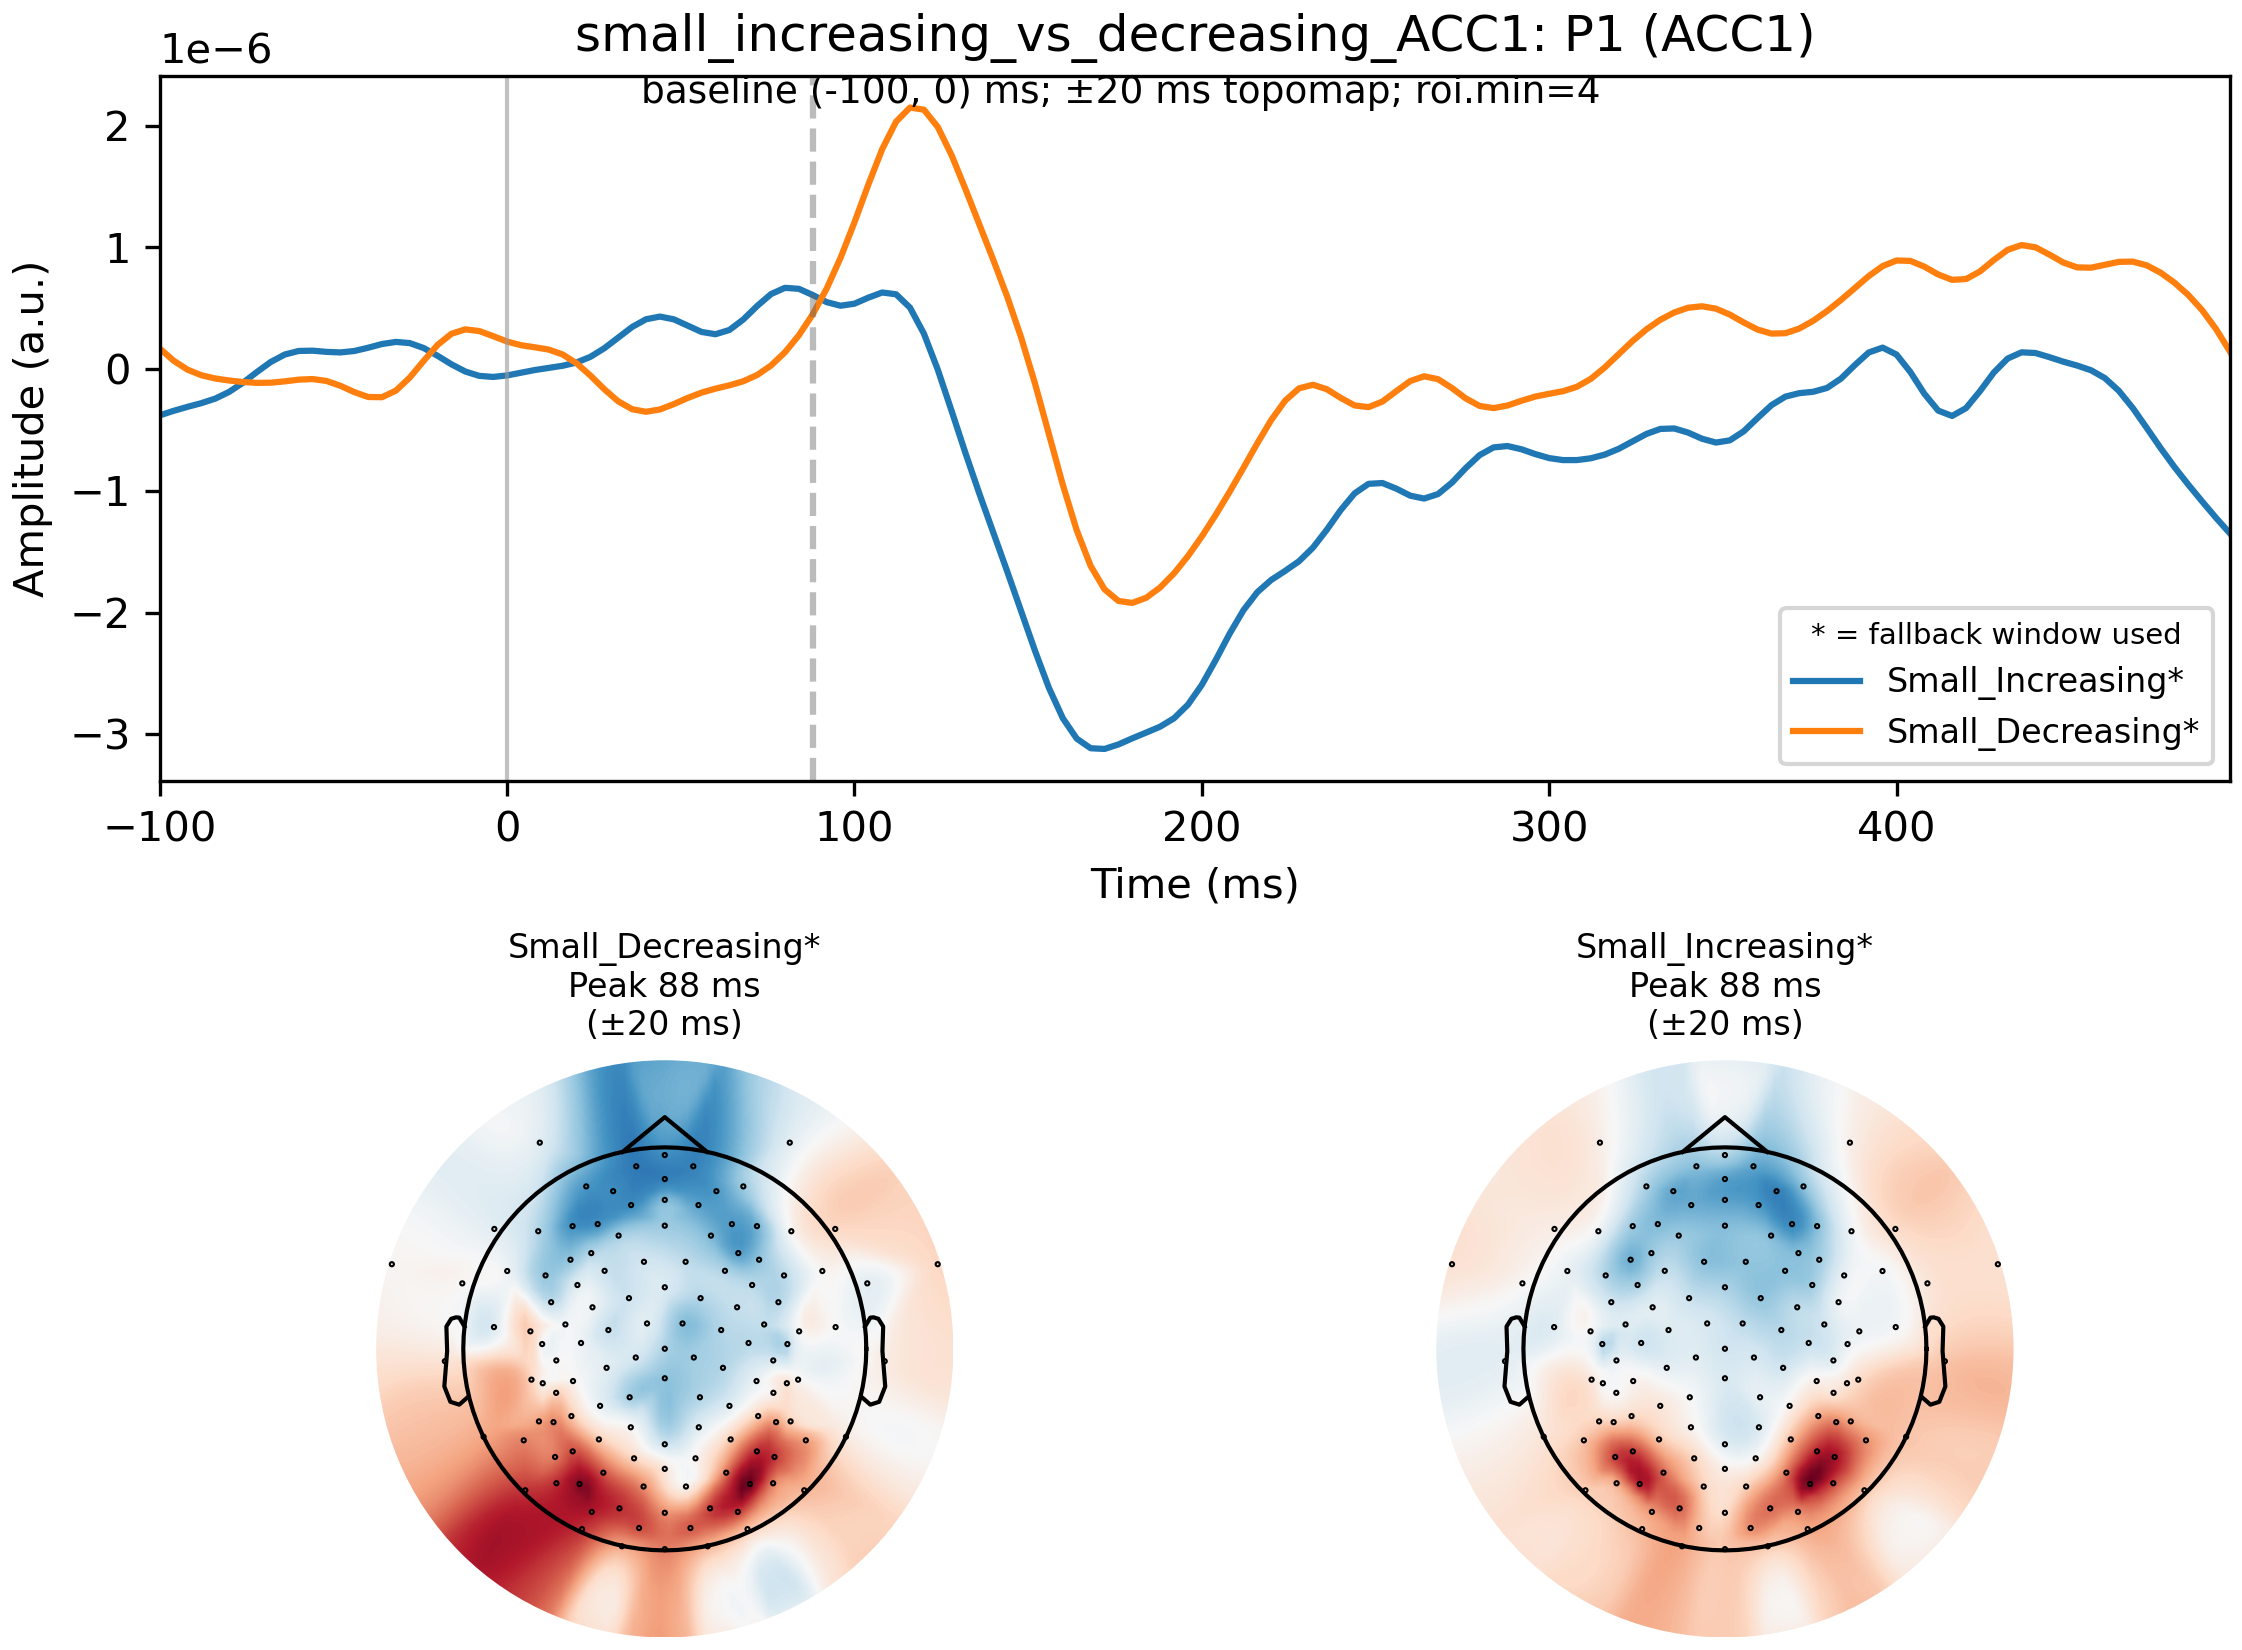 small_increasing_vs_decreasing_ACC1: P1 (ACC1)
1e−6
baseline (-100, 0) ms; ±20 ms topomap; roi.min=4
2
1
0
−1
−2
−3
Amplitude (a.u.)
* = fallback window used
Small_Increasing*
Small_Decreasing*
−100
0
100
200
300
400
Time (ms)
Small_Decreasing*
Peak 88 ms
(±20 ms)
Small_Increasing*
Peak 88 ms
(±20 ms)